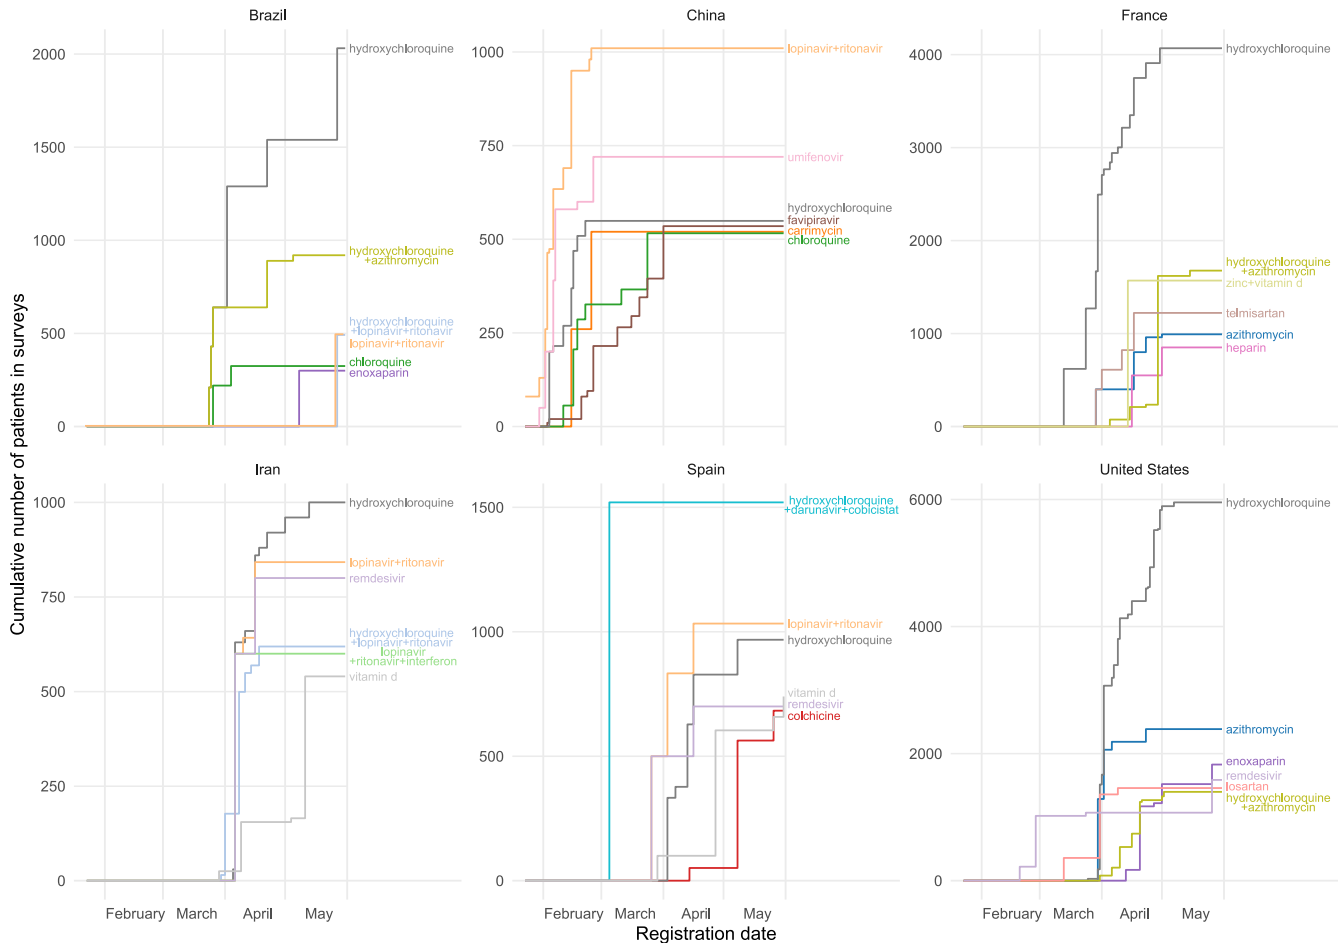 Brazil
China
France
2000
1500
1000
500
0
hydroxychloroquine
hydroxychloroquine
+azithromycin
hydroxychloroquine
+lopinavir+ritonavir
lopinavir+ritonavir
chloroquine
enoxaparin
1000
750
500
250
0
lopinavir+ritonavir
umifenovir
hydroxychloroquine
favipiravir
carrimycin
chloroquine
4000
3000
2000
1000
0
hydroxychloroquine
hydroxychloroquine
+azithromycin
zinc+vitamin d
telmisartan
azithromycin
heparin
Cumulative number of patients in surveys
Iran
Spain
United States
1000
750
500
250
0
hydroxychloroquine
lopinavir+ritonavir
remdesivir
hydroxychloroquine
+lopinavir+ritonavir
lopinavir
+ritonavir+interferon
vitamin d
1500
1000
500
0
hydroxychloroquine
+darunavir+cobicistat
lopinavir+ritonavir
hydroxychloroquine
vitamin d
remdesivir
colchicine
6000
4000
2000
0
hydroxychloroquine
azithromycin
enoxaparin
remdesivir
losartan
hydroxychloroquine
+azithromycin
February March April May
February March April May
February March April May
Registration date